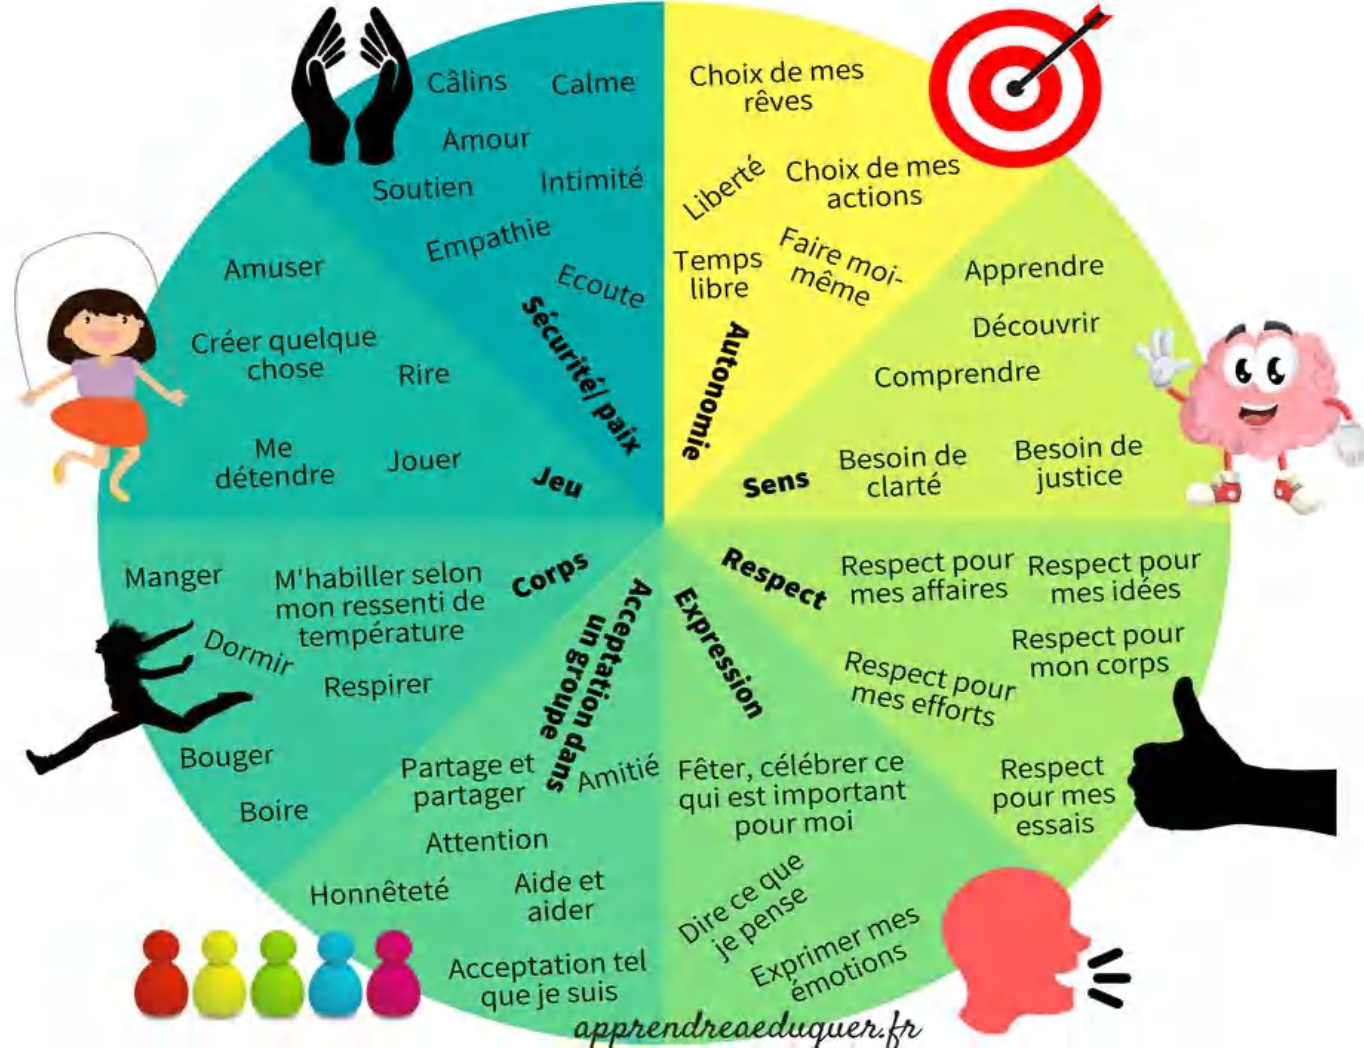 Câlins
Calme
Amour
Soutien
Intimité
Empathie
Ecoute
Sécurité/ paix
Choix de mes
rêves
Liberté
Choix de mes
actions
Temps
libre
Faire moi-
même
Autonomie
Apprendre
Découvrir
Comprendre
Besoin de
clarté
Besoin de
justice
Sens
Amuser
Créer quelque
chose
Rire
Me
détendre
Jouer
Jeu
Respect
Respect pour
mes affaires
Respect pour
mes idées
Respect pour
mon corps
Respect pour
mes efforts
Respect
pour mes
essais
Expression
Fêter, célébrer ce
qui est important
pour moi
Dire ce que
je pense
Exprimer mes
émotions
Acceptation dans
un groupe
Partage et
partager
Amitié
Attention
Honnêteté
Aide et
aider
Acceptation tel
que je suis
Corps
Manger
M'habiller selon
mon ressenti de
température
Dormir
Respirer
Bouger
Boire
apprendreaeduquer.fr